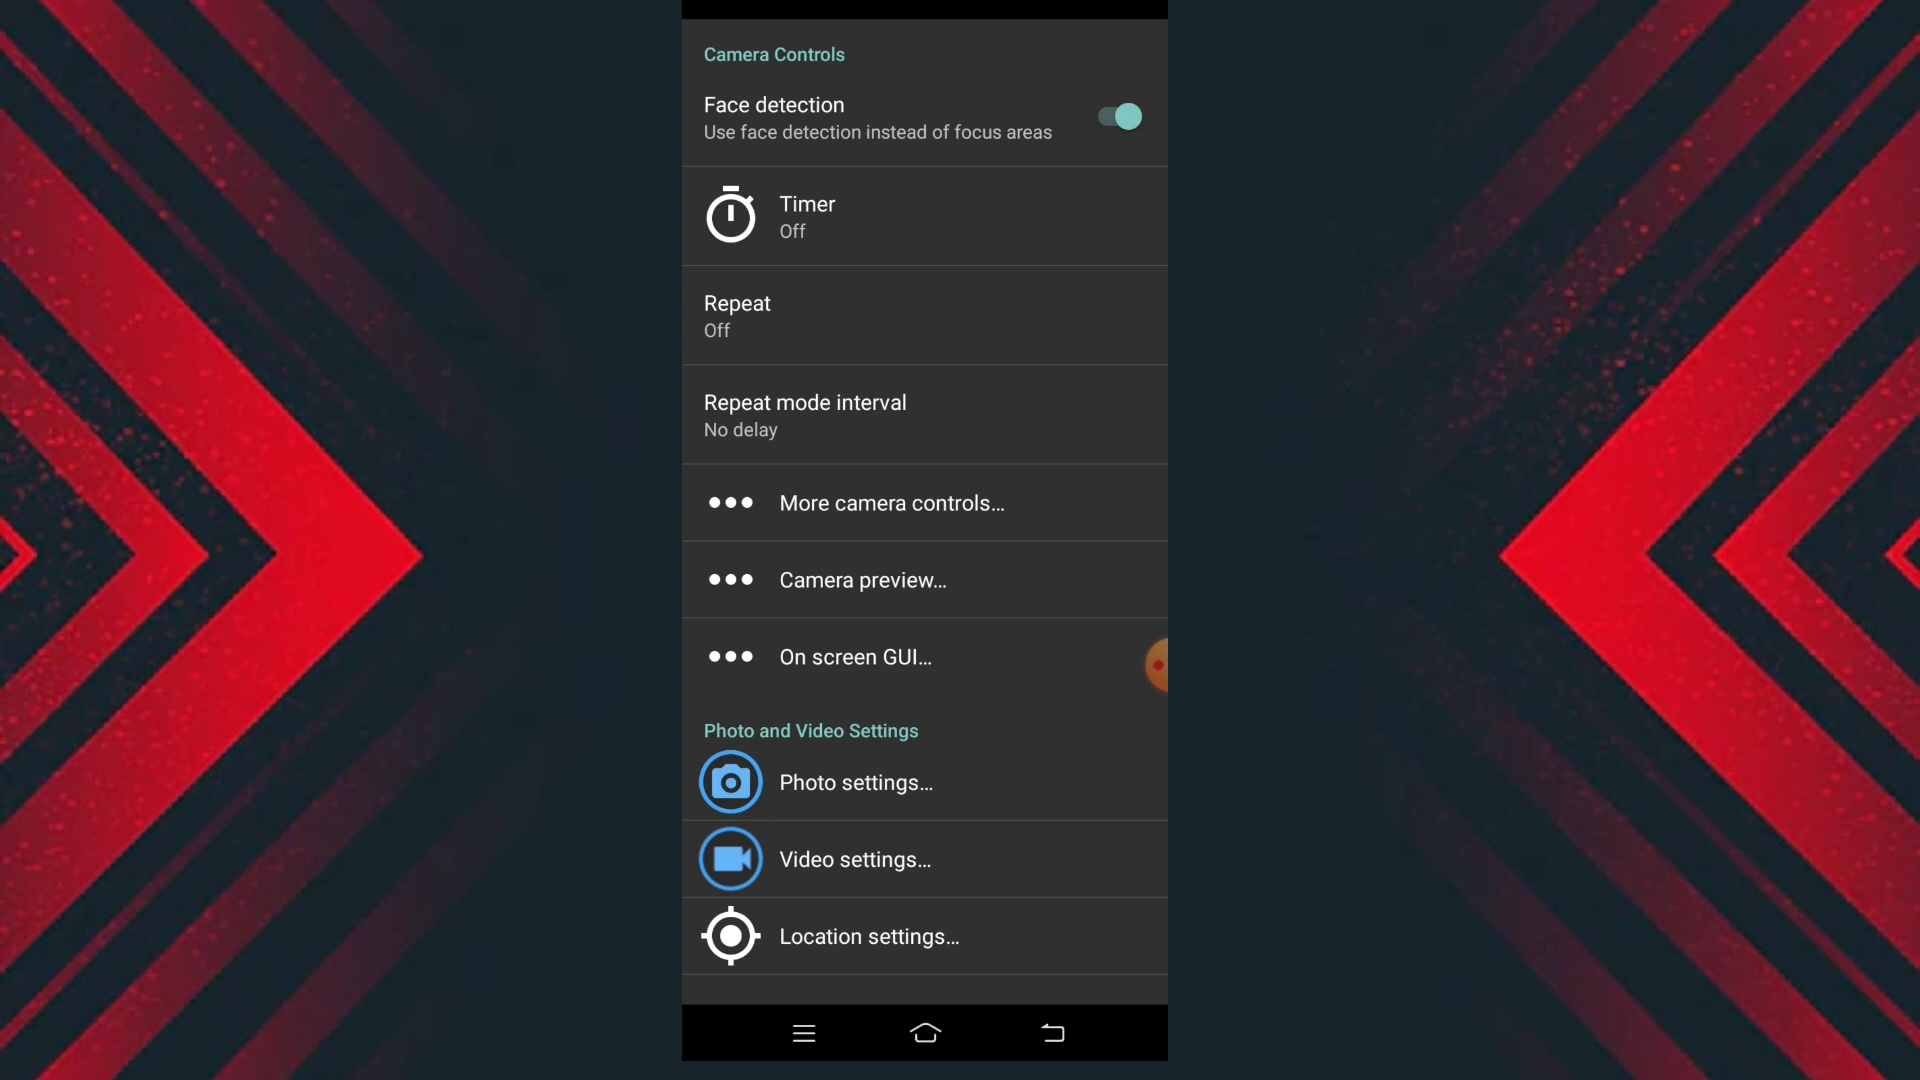 Camera Controls
Face detection
Use face detection instead of focus areas
Timer
Off
Repeat
Off
Repeat mode interval
No delay
More camera controls...
Camera preview...
On screen GUI...
Photo and Video Settings
Photo settings...
Video settings...
Location settings...